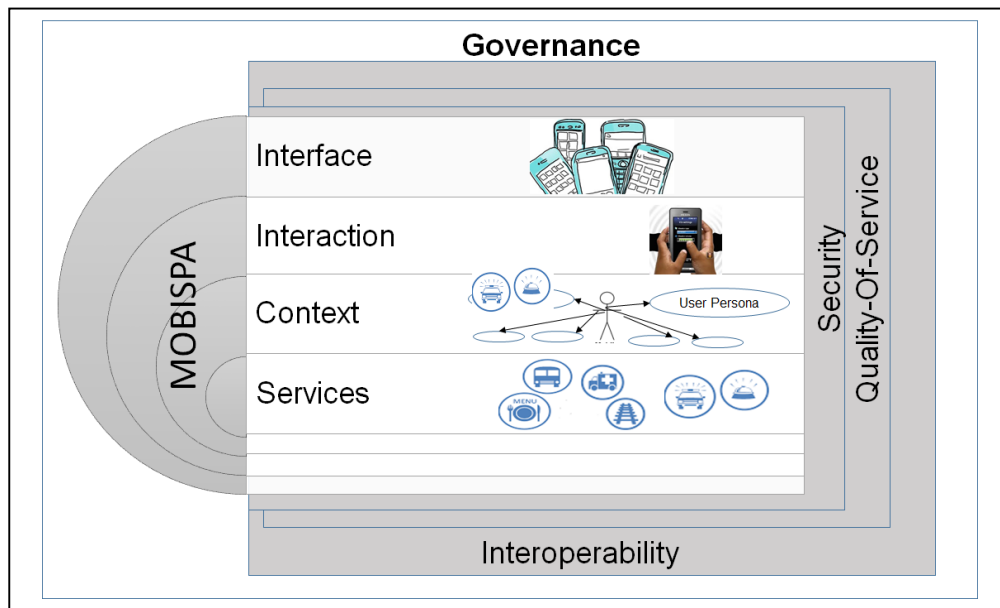 Governance
MOBISPA
Interface
Interaction
Context
User Persona
Services
MENU
Security
Quality-Of-Service
Interoperability